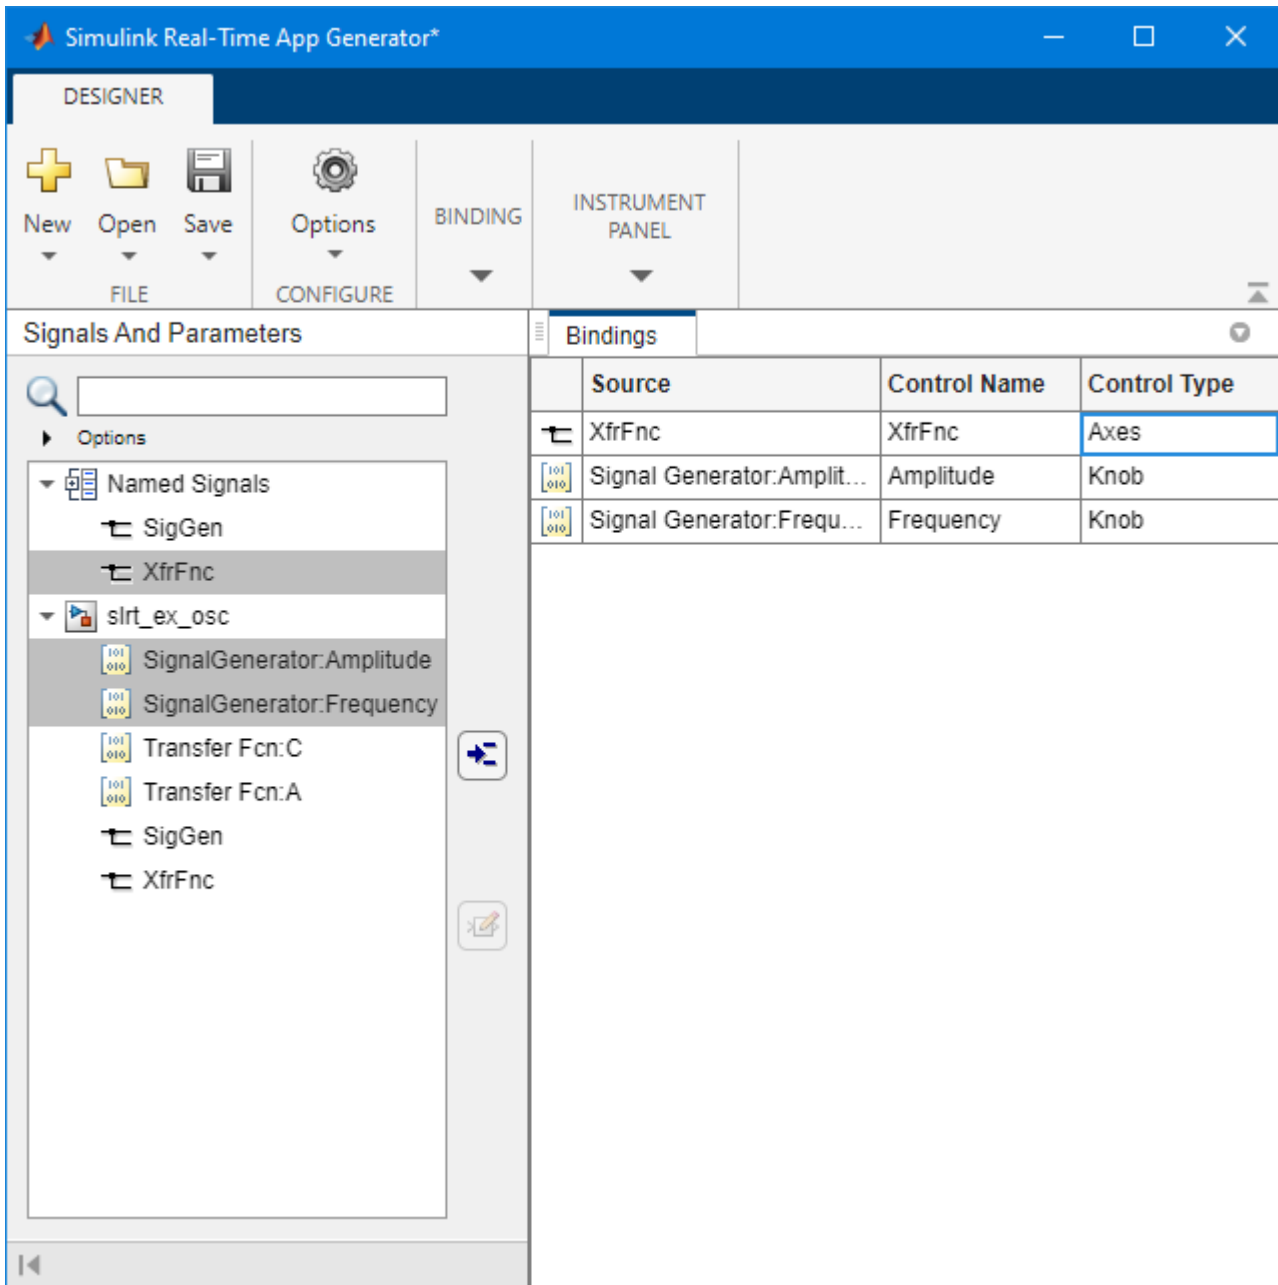 Simulink Real-Time App Generator*
DESIGNER
New
Open
Save
Options
BINDING
INSTRUMENT
PANEL
FILE
CONFIGURE
Signals And Parameters
Options
Named Signals
SigGen
XfrFnc
slrt_ex_osc
SignalGenerator:Amplitude
SignalGenerator:Frequency
Transfer Fcn:C
Transfer Fcn:A
SigGen
XfrFnc
Bindings
Source Control Name Control Type
XfrFnc XfrFnc Axes
Signal Generator:Amplit... Amplitude Knob
Signal Generator:Frequ... Frequency Knob